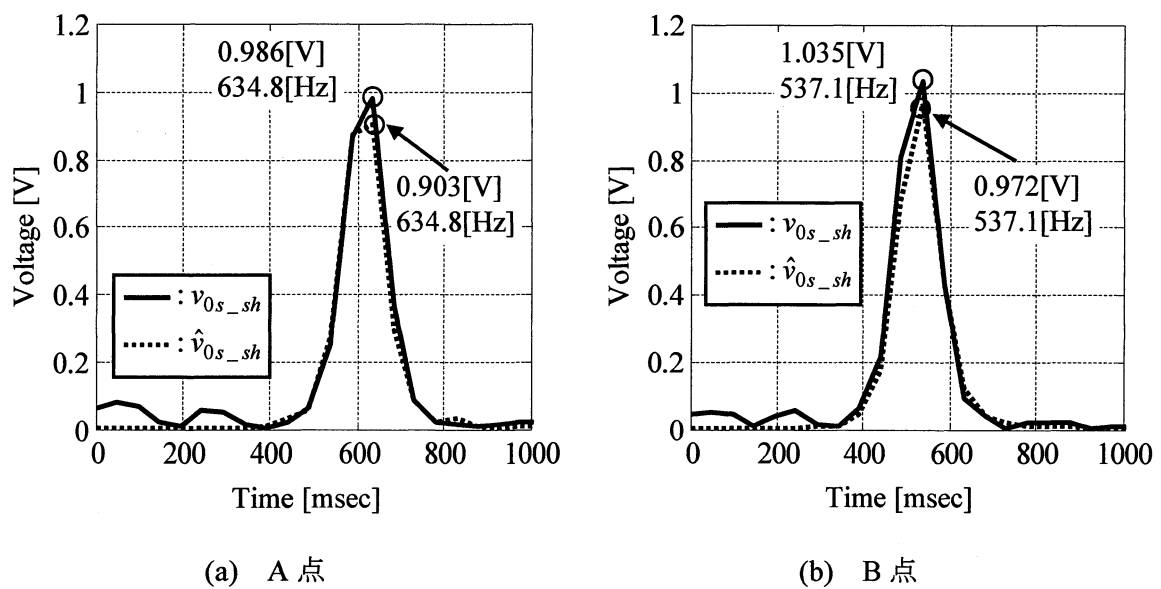 1.2
1
0.8
0.6
0.4
0.2
0
Voltage [V]
0.986[V]
634.8[Hz]
0.903[V]
634.8[Hz]
: v0s_sh
: v̂0s_sh
0 200 400 600 800 1000
Time [msec]
(a) A 点
1.2
1
0.8
0.6
0.4
0.2
0
Voltage [V]
1.035[V]
537.1[Hz]
0.972[V]
537.1[Hz]
: v0s_sh
: v̂0s_sh
0 200 400 600 800 1000
Time [msec]
(b) B 点